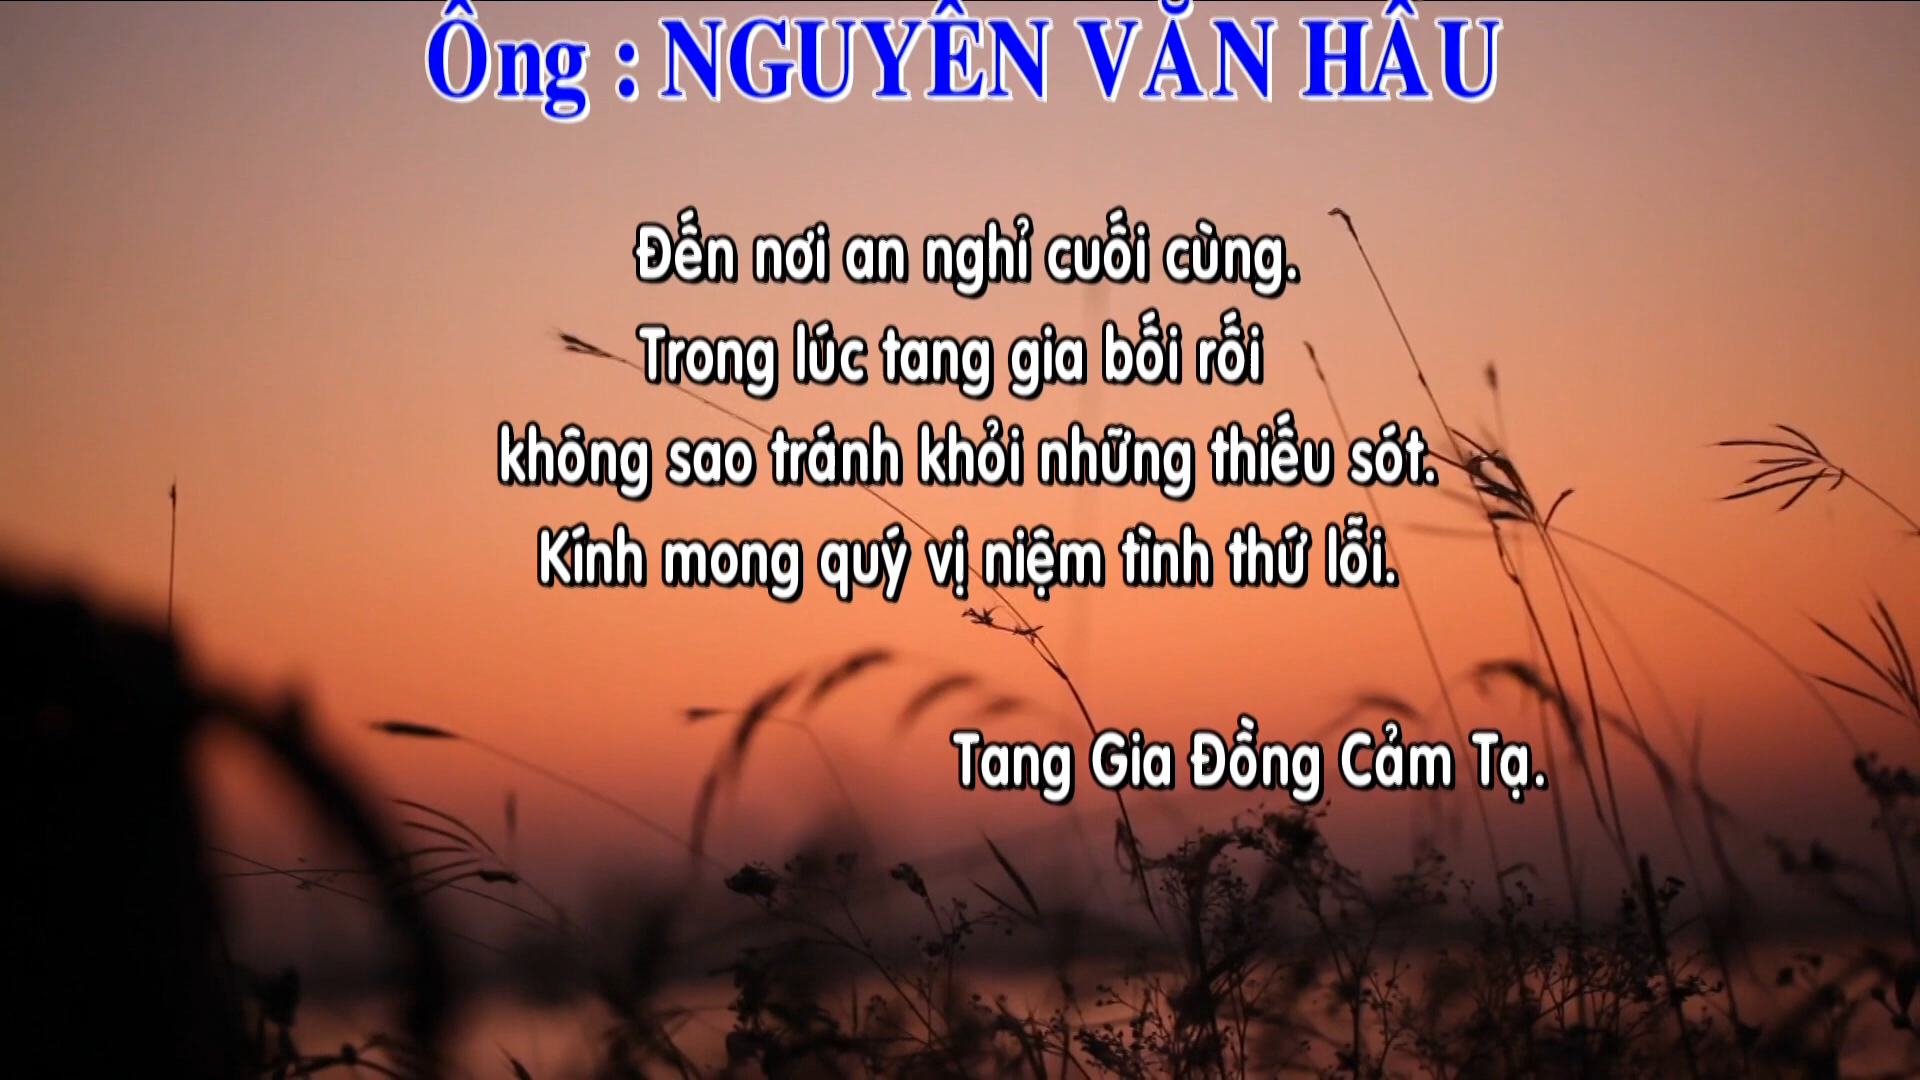 Ông : NGUYÊN VĂN HÂU
Đến nơi an nghỉ cuối cùng.
Trong lúc tang gia bối rối
không sao tránh khỏi những thiếu sót.
Kính mong quý vị niệm tình thứ lỗi.
Tang Gia Đồng Cảm Tạ.